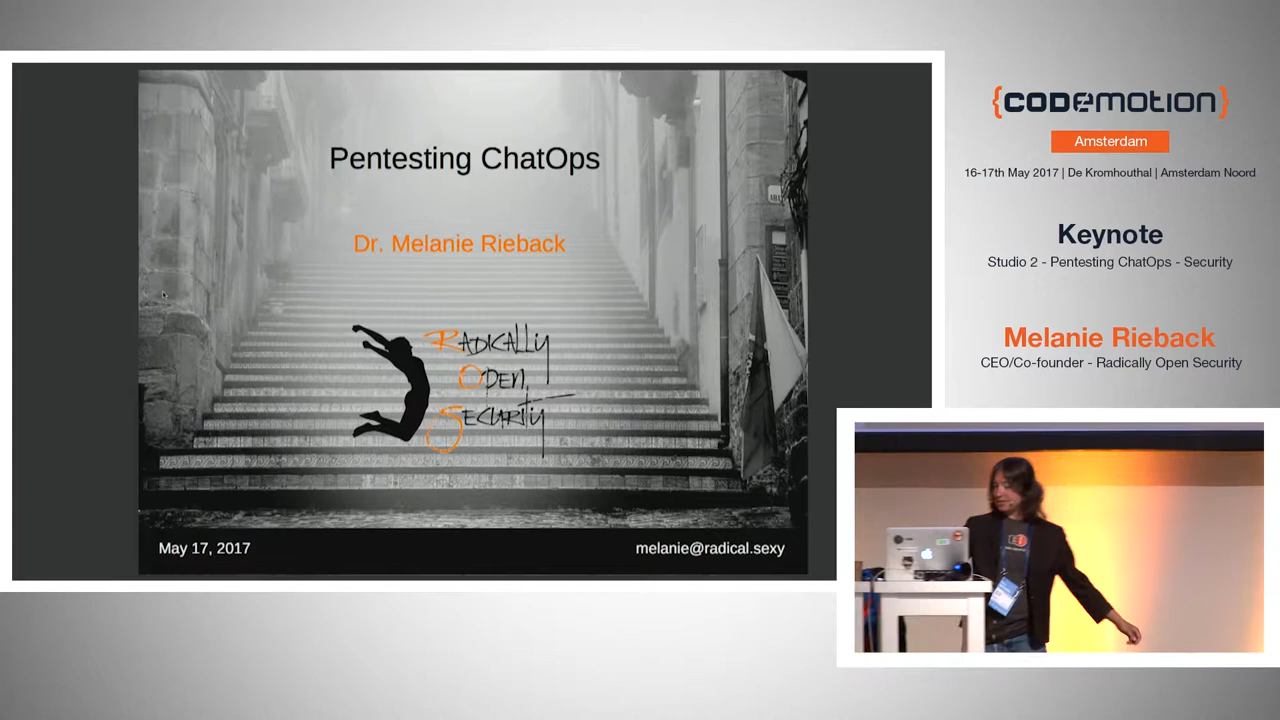 Pentesting ChatOps
Dr. Melanie Rieback
RADICALLY
OPEN
SECURITY
May 17, 2017
melanie@radical.sexy
{CODEMOTION}
Amsterdam
16-17th May 2017 | De Kromhouthal | Amsterdam Noord
Keynote
Studio 2 - Pentesting ChatOps - Security
Melanie Rieback
CEO/Co-founder - Radically Open Security